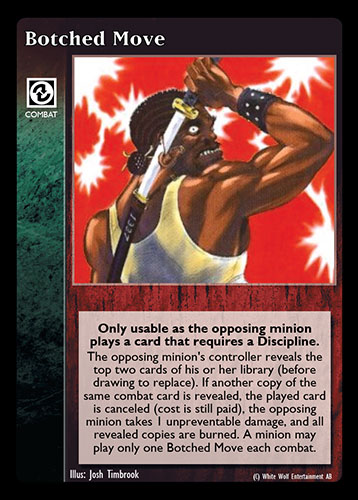 Botched Move
COMBAT
Only usable as the opposing minion
plays a card that requires a Discipline.
The opposing minion's controller reveals the
top two cards of his or her library (before
drawing to replace). If another copy of the
same combat card is revealed, the played card
is canceled (cost is still paid), the opposing
minion takes 1 unpreventable damage, and all
revealed copies are burned. A minion may
play only one Botched Move each combat.
Illus: Josh Timbrook
(C) White Wolf Entertainment AB